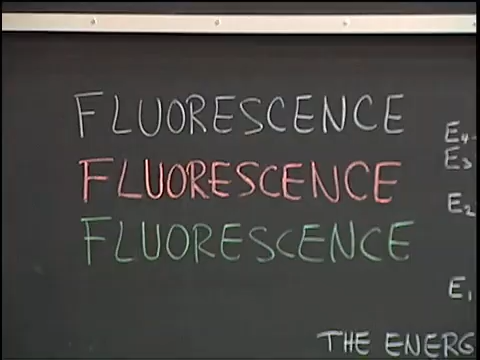 FLUORESCENCE
FLUORESCENCE
FLUORESCENCE
E4
E3
E2
E1
THE ENERG